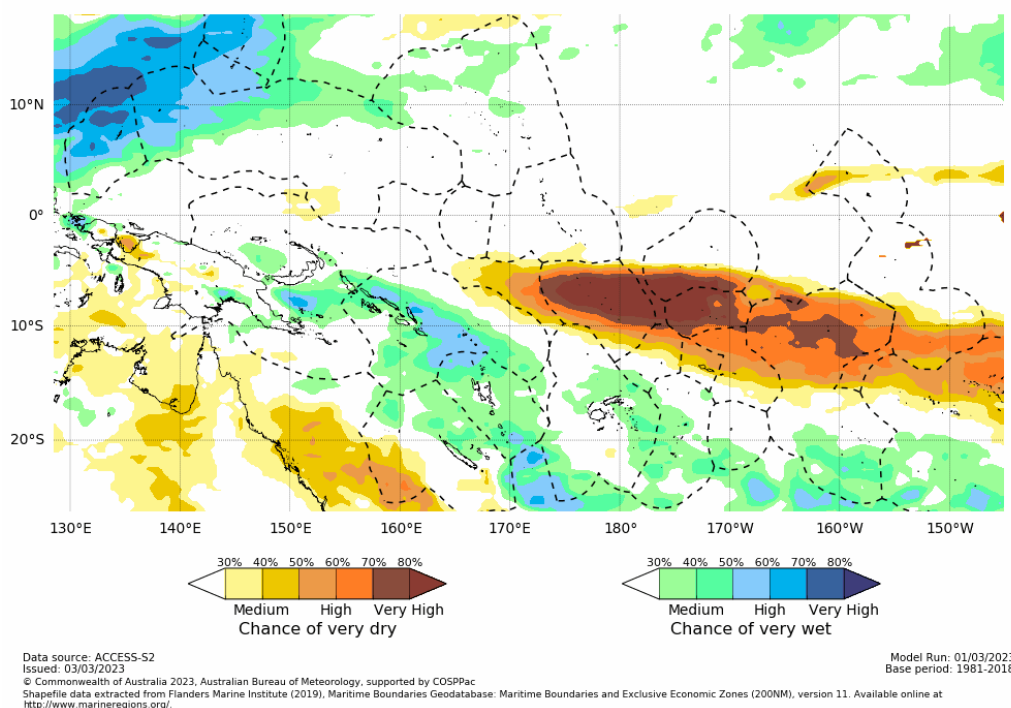 10°N
0°
10°S
20°S
130°E 140°E 150°E 160°E 170°E 180° 170°W 160°W 150°W
30% 40% 50% 60% 70% 80%
Medium High Very High
Chance of very dry
30% 40% 50% 60% 70% 80%
Medium High Very High
Chance of very wet
Data source: ACCESS-S2
Issued: 03/03/2023
Model Run: 01/03/2023
Base period: 1981-2018
© Commonwealth of Australia 2023, Australian Bureau of Meteorology, supported by COSPPac
Shapefile data extracted from Flanders Marine Institute (2019), Maritime Boundaries Geodatabase: Maritime Boundaries and Exclusive Economic Zones (200NM), version 11. Available online at
http://www.marineregions.org/.